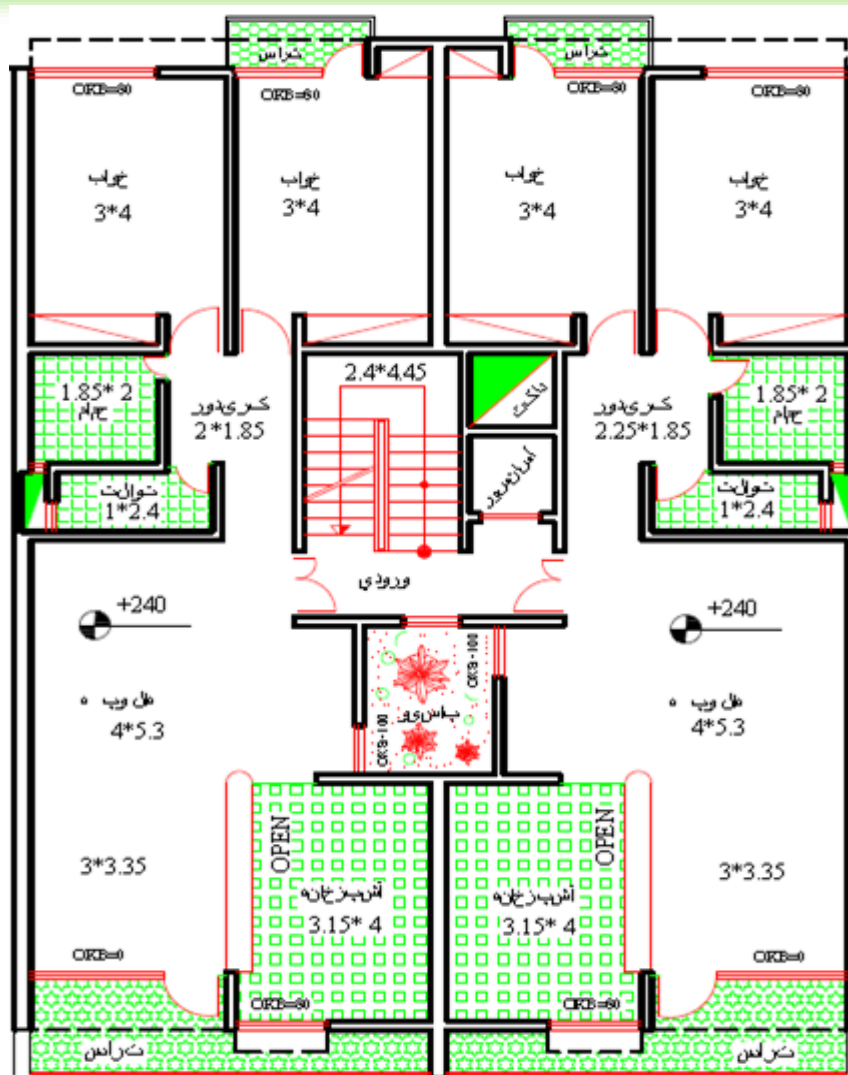 تراس
تراس
OKB=80
OKB=80
OKB=80
OKB=80
خواب
3*4
خواب
3*4
خواب
3*4
خواب
3*4
2.4*4.45
داکت
1.85* 2
حمام
کریدور
2*1.85
کریدور
2.25*1.85
1.85* 2
حمام
آسانسور
توالت
1*2.4
توالت
1*2.4
ورودي
+240
+240
OKB-100
پاسیو
OKB-100
4*5.3
4*5.3
OPEN
OPEN
3*3.35
3*3.35
آشپزخانه
3.15* 4
آشپزخانه
3.15* 4
OKB=0
OKB=0
OKB=80
OKB=80
تراس
تراس